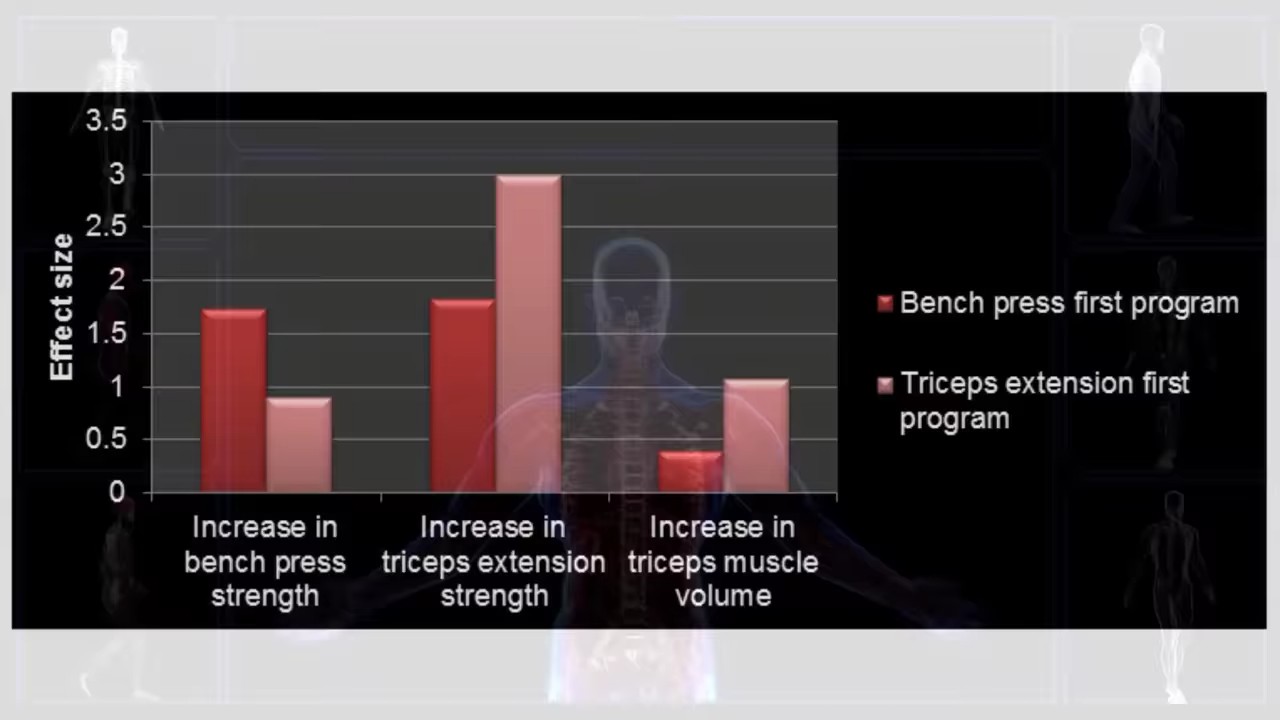 3.5
3
2.5
2
1.5
1
0.5
0
Effect size
Increase in
bench press
strength
Increase in
triceps extension
strength
Increase in
triceps muscle
volume
Bench press first program
Triceps extension first
program